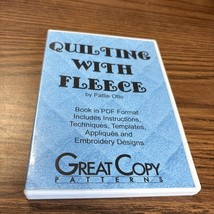 QUILTING
WITH
FLEECE
by Pattie Otto
Book in PDF Format
Includes Instructions,
Techniques, Templates,
Appliqués and
Embroidery Designs
GREAT COPY
PATTERNS